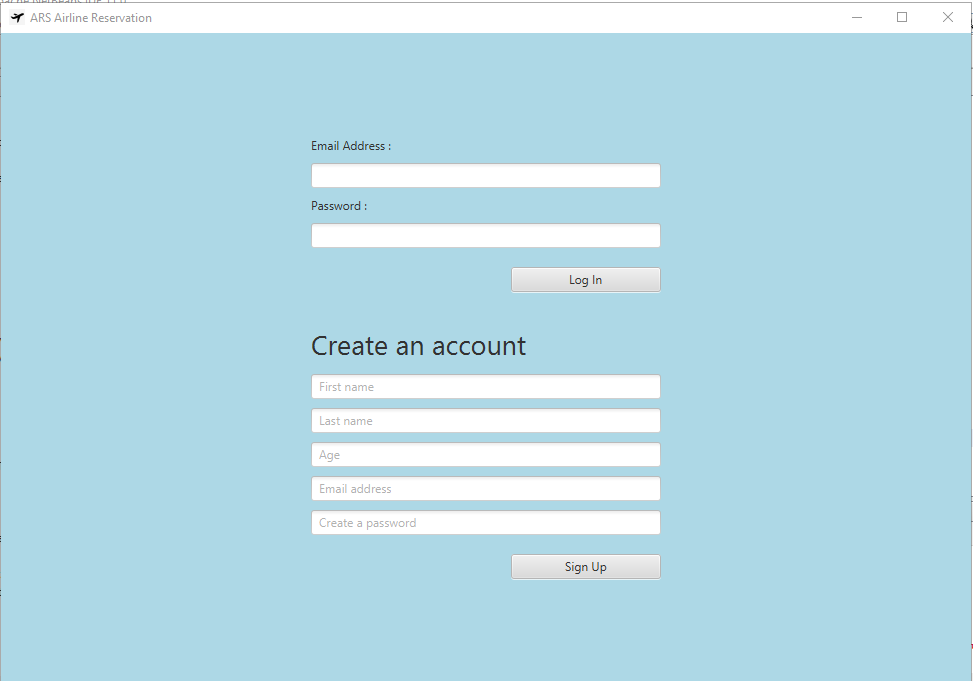 ARS Airline Reservation
Email Address :
Password :
Log In
Create an account
First name
Last name
Age
Email address
Create a password
Sign Up